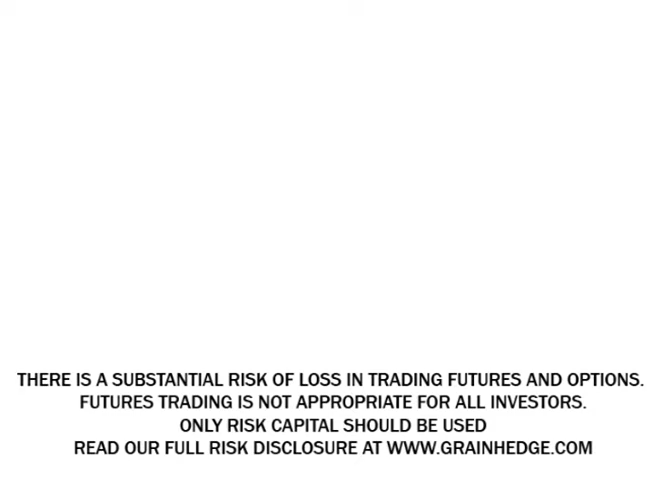 THERE IS A SUBSTANTIAL RISK OF LOSS IN TRADING FUTURES AND OPTIONS.
FUTURES TRADING IS NOT APPROPRIATE FOR ALL INVESTORS.
ONLY RISK CAPITAL SHOULD BE USED
READ OUR FULL RISK DISCLOSURE AT WWW.GRAINHEDGE.COM